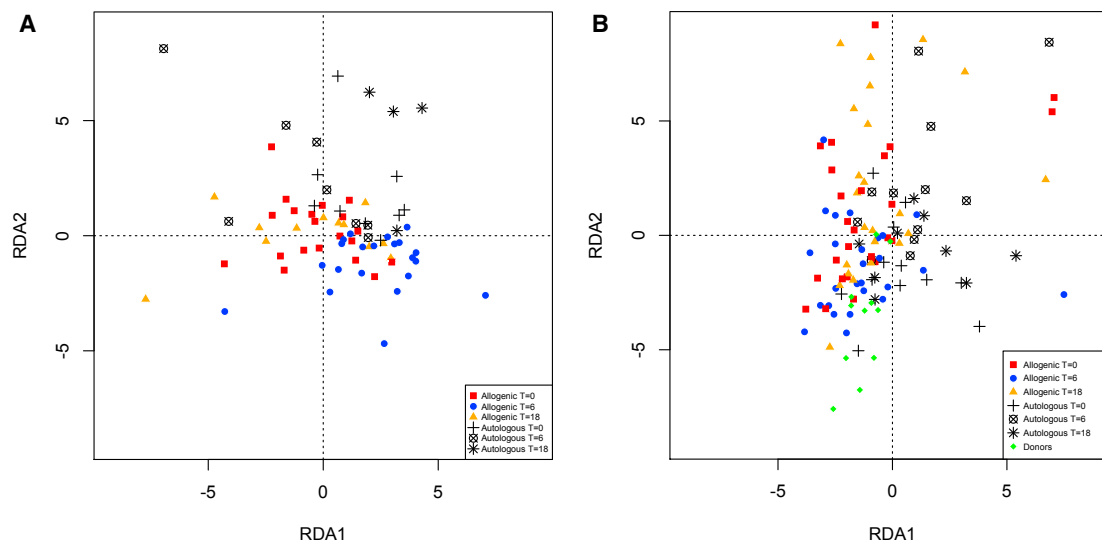 A
RDA2
5
0
-5
-5
0
5
RDA1
Allogenic T=0
Allogenic T=6
Allogenic T=18
Autologous T=0
Autologous T=6
Autologous T=18
B
RDA2
5
0
-5
-5
0
5
RDA1
Allogenic T=0
Allogenic T=6
Allogenic T=18
Autologous T=0
Autologous T=6
Autologous T=18
Donors